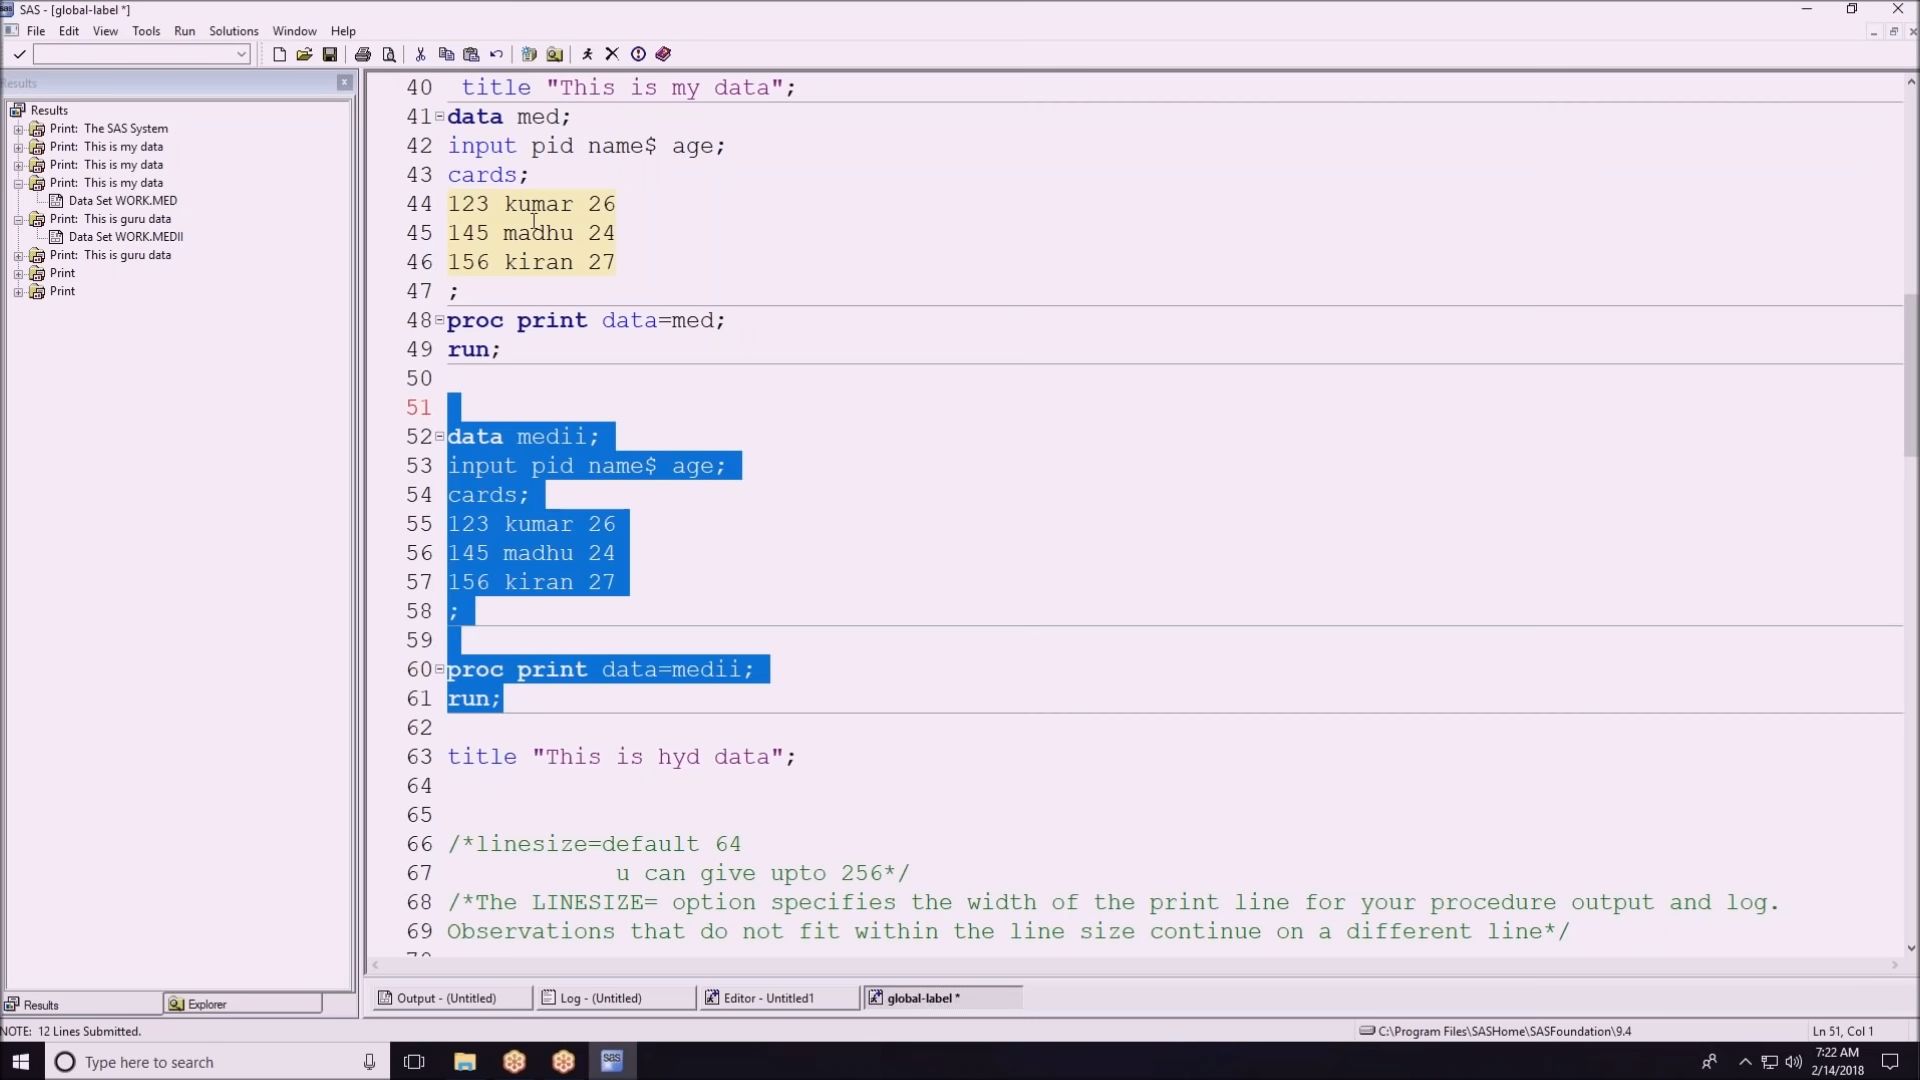 SAS - [global-label *]
File Edit View Tools Run Solutions Window Help
Results
Results
Print: The SAS System
Print: This is my data
Print: This is my data
Print: This is my data
Data Set WORK.MED
Print: This is guru data
Data Set WORK.MEDII
Print: This is guru data
Print
Print
40 title "This is my data";
41 data med;
42 input pid name$ age;
43 cards;
44 123 kumar 26
45 145 madhu 24
46 156 kiran 27
47 ;
48 proc print data=med;
49 run;
50
51
52 data medii;
53 input pid name$ age;
54 cards;
55 123 kumar 26
56 145 madhu 24
57 156 kiran 27
58 ;
59
60 proc print data=medii;
61 run;
62
63 title "This is hyd data";
64
65
66 /*linesize=default 64
67 u can give upto 256*/
68 /*The LINESIZE= option specifies the width of the print line for your procedure output and log.
69 Observations that do not fit within the line size continue on a different line*/
Results Explorer
Output - (Untitled) Log - (Untitled) Editor - Untitled1 global-label *
NOTE: 12 Lines Submitted. C:\Program Files\SASHome\SASFoundation\9.4 Ln 51, Col 1
Type here to search
sas
7:22 AM
2/14/2018